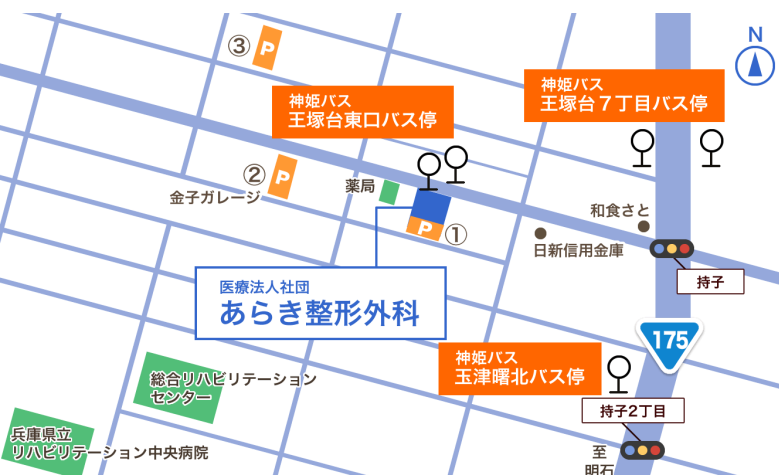 ③
P
N
神姫バス
王塚台東口バス停
神姫バス
王塚台７丁目バス停
②
P
金子ガレージ
薬局
P
①
和食さと
日新信用金庫
持子
医療法人社団
あらき整形外科
175
神姫バス
玉津曙北バス停
総合リハビリテーション
センター
持子2丁目
兵庫県立
リハビリテーション中央病院
至
明石